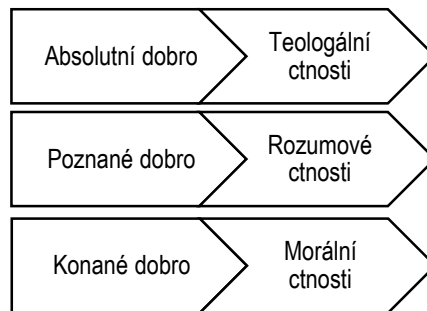 Absolutní dobro
Teologální
ctnosti
Poznané dobro
Rozumové
ctnosti
Konané dobro
Morální
ctnosti